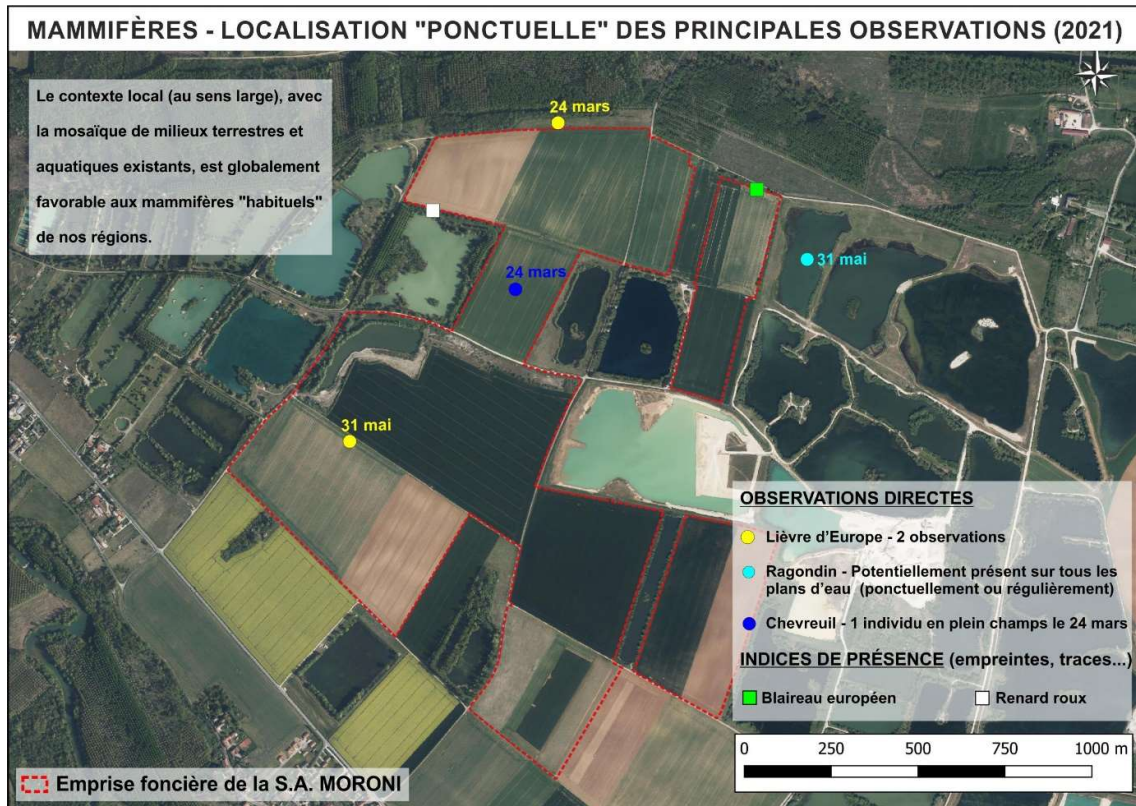 MAMMIFÈRES - LOCALISATION "PONCTUELLE" DES PRINCIPALES OBSERVATIONS (2021)
Le contexte local (au sens large), avec
la mosaïque de milieux terrestres et
aquatiques existants, est globalement
favorable aux mammifères "habituels"
de nos régions.
24 mars
24 mars
31 mai
31 mai
OBSERVATIONS DIRECTES
Lièvre d'Europe - 2 observations
Ragondin - Potentiellement présent sur tous les
plans d'eau (ponctuellement ou régulièrement)
Chevreuil - 1 individu en plein champs le 24 mars
INDICES DE PRÉSENCE (empreintes, traces...)
Blaireau européen
Renard roux
0 250 500 750 1000 m
Emprise foncière de la S.A. MORONI